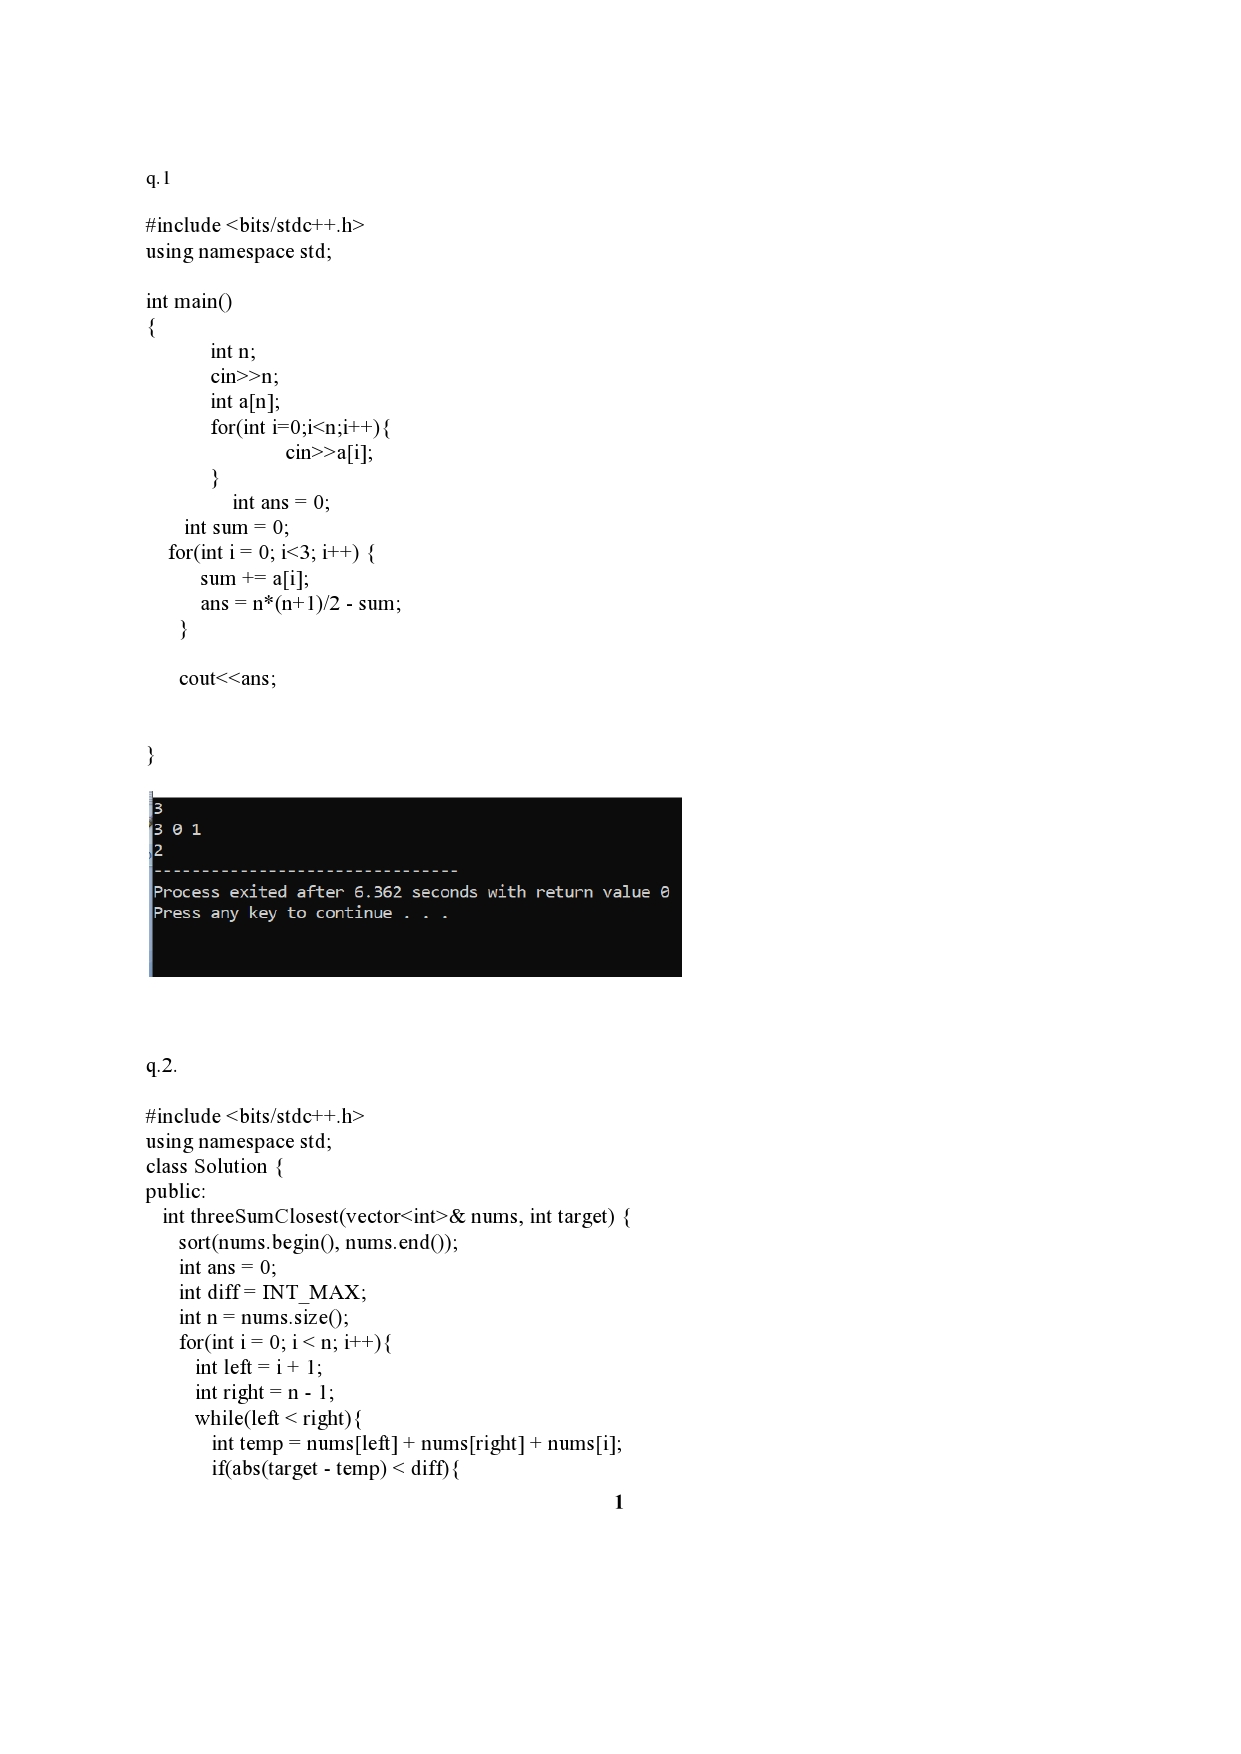 q.1
#include <bits/stdc++.h>
using namespace std;
int main()
{
int n;
cin>>n;
int a[n];
for(int i=0;i<n;i++){
cin>>a[i];
}
int ans = 0;
int sum = 0;
for(int i = 0; i<3; i++) {
sum += a[i];
ans = n*(n+1)/2 - sum;
}
cout<<ans;
}
3
3 0 1
2
--------------------------------
Process exited after 6.362 seconds with return value 0
Press any key to continue . . .
q.2.
#include <bits/stdc++.h>
using namespace std;
class Solution {
public:
int threeSumClosest(vector<int>& nums, int target) {
sort(nums.begin(), nums.end());
int ans = 0;
int diff = INT_MAX;
int n = nums.size();
for(int i = 0; i < n; i++){
int left = i + 1;
int right = n - 1;
while(left < right){
int temp = nums[left] + nums[right] + nums[i];
if(abs(target - temp) < diff){
1